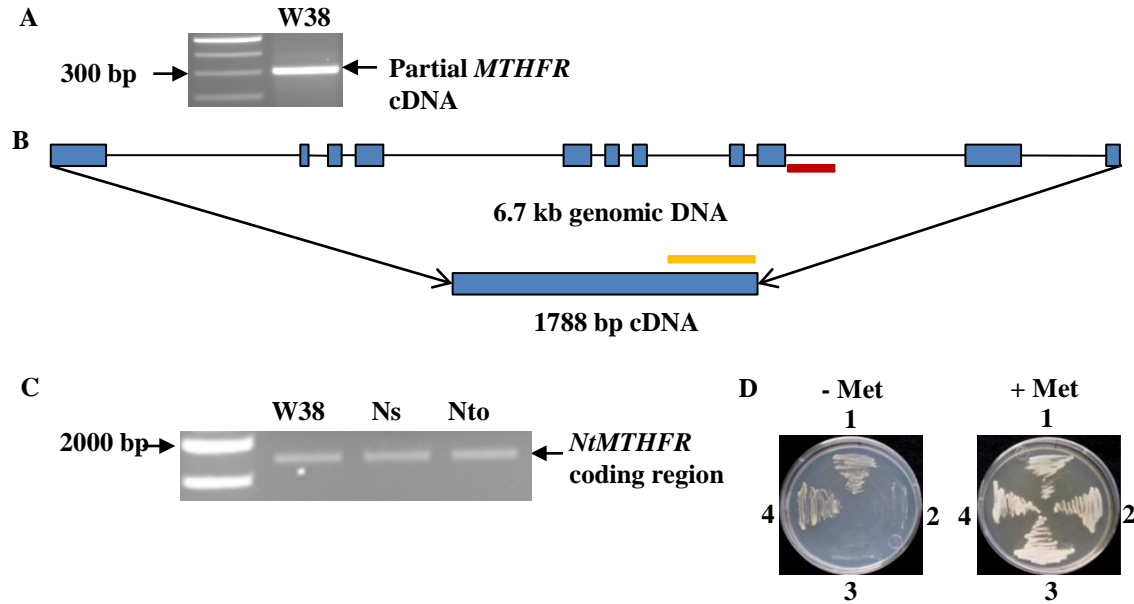 A
W38
300 bp
Partial MTHFR
cDNA
B
6.7 kb genomic DNA
1788 bp cDNA
C
W38 Ns Nto
2000 bp
NtMTHFR
coding region
D
- Met + Met
1 1
4 2 4 2
3 3